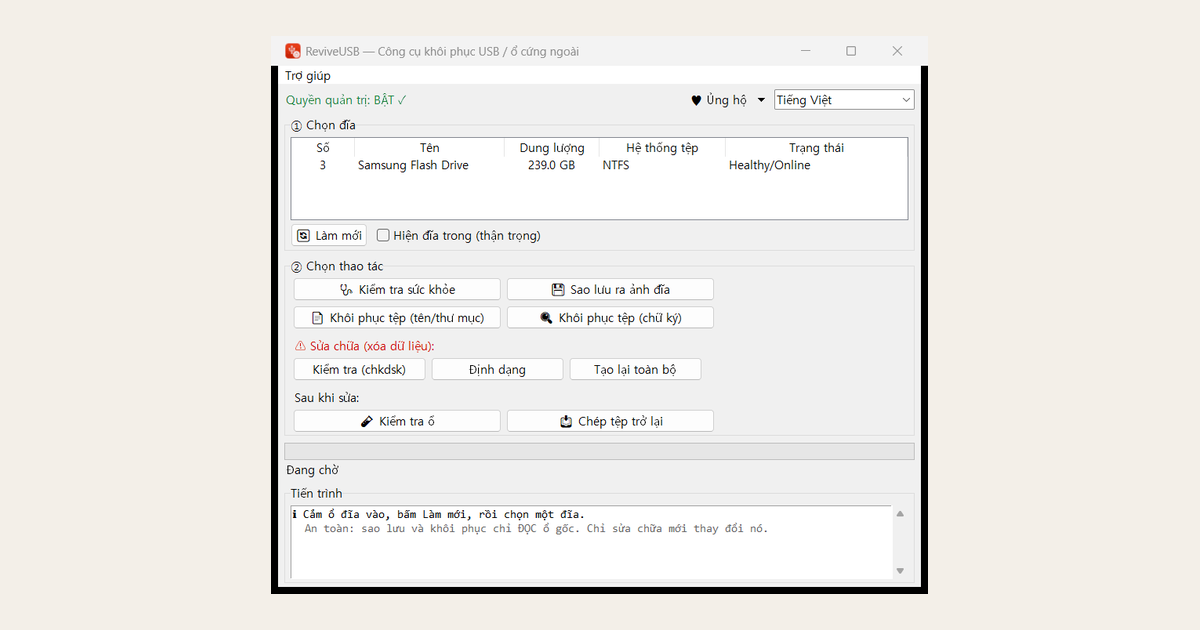 ReviveUSB — Công cụ khôi phục USB / ổ cứng ngoài
Trợ giúp
Quyền quản trị: BẬT ✓
♥ Ủng hộ
Tiếng Việt
① Chọn đĩa
Số Tên Dung lượng Hệ thống tệp Trạng thái
3 Samsung Flash Drive 239.0 GB NTFS Healthy/Online
Làm mới
Hiện đĩa trong (thận trọng)
② Chọn thao tác
Kiểm tra sức khỏe
Sao lưu ra ảnh đĩa
Khôi phục tệp (tên/thư mục)
Khôi phục tệp (chữ ký)
⚠ Sửa chữa (xóa dữ liệu):
Kiểm tra (chkdsk)
Định dạng
Tạo lại toàn bộ
Sau khi sửa:
Kiểm tra ổ
Chép tệp trở lại
Đang chờ
Tiến trình
ℹ Cắm ổ đĩa vào, bấm Làm mới, rồi chọn một đĩa.
An toàn: sao lưu và khôi phục chỉ ĐỌC ổ gốc. Chỉ sửa chữa mới thay đổi nó.